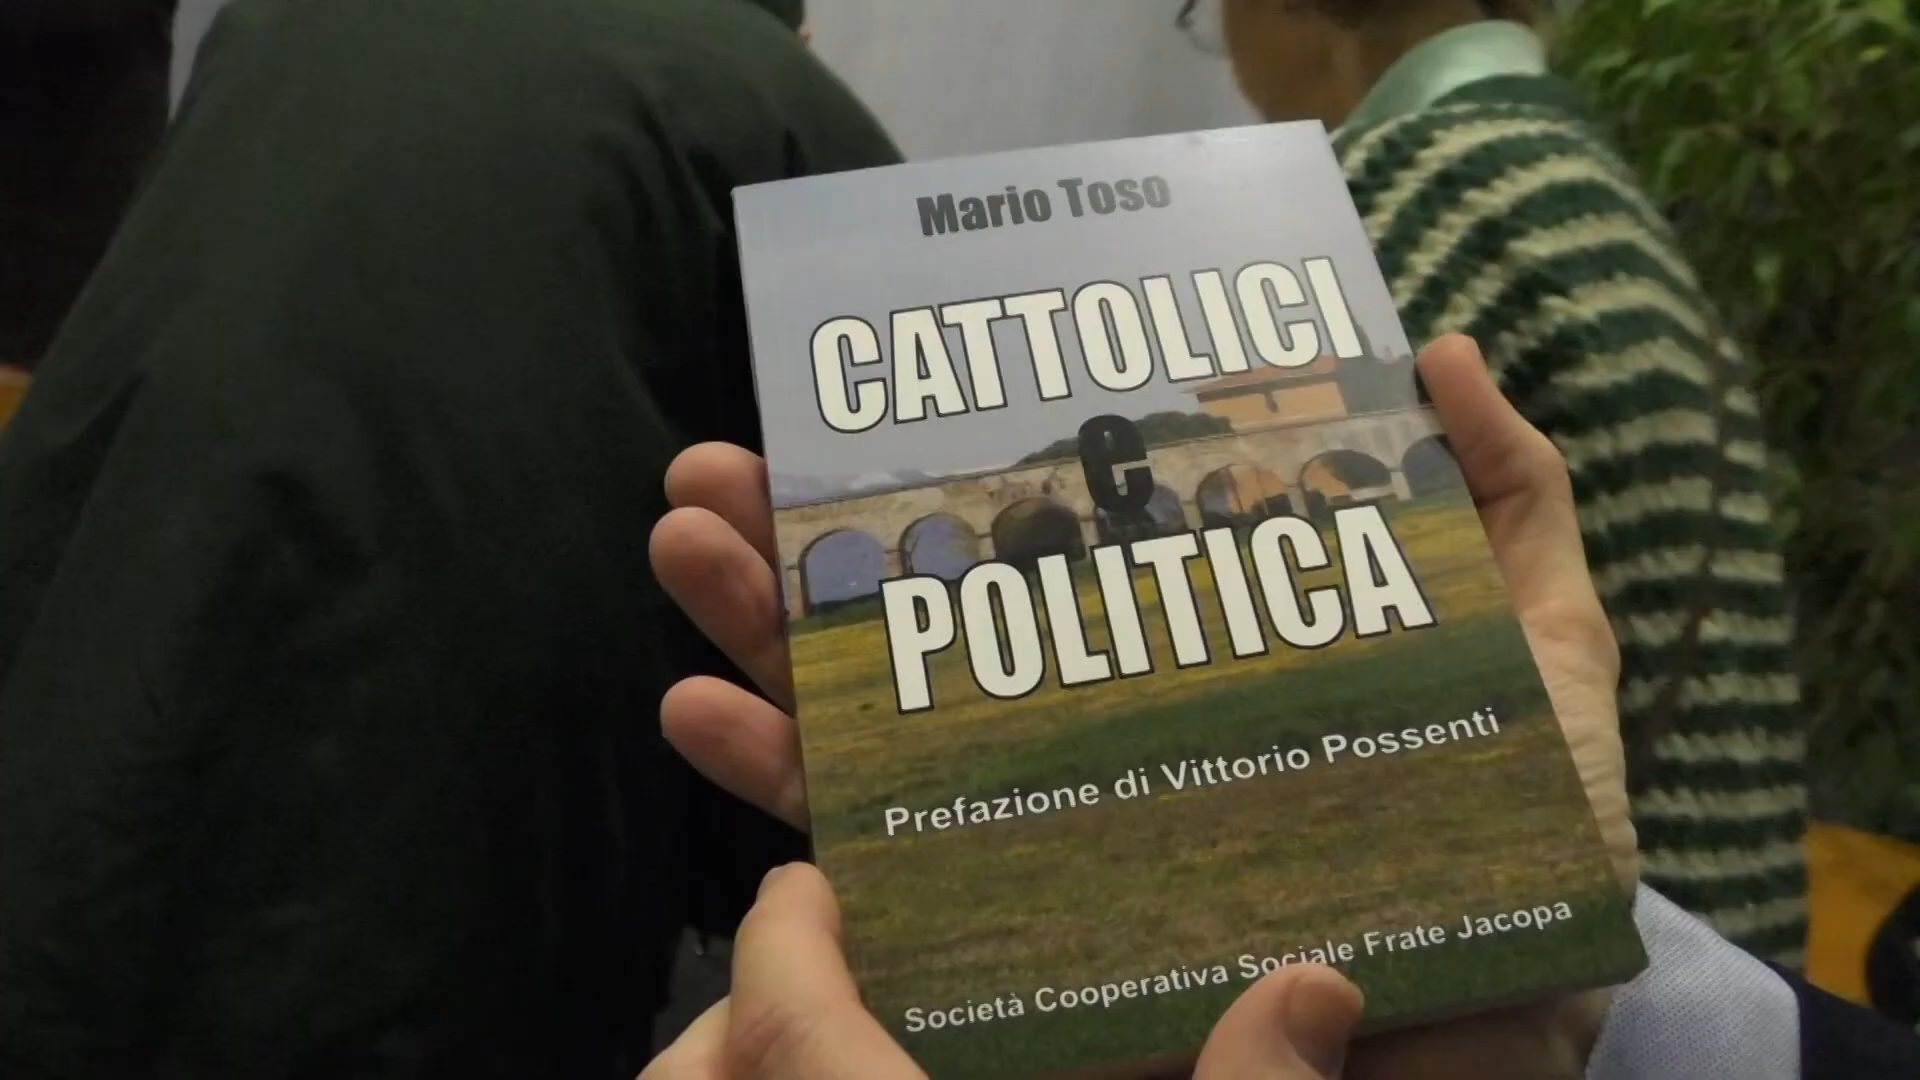 Mario Toso
CATTOLICI
e
POLITICA
Prefazione di Vittorio Possenti
Società Cooperativa Sociale Frate Jacopa